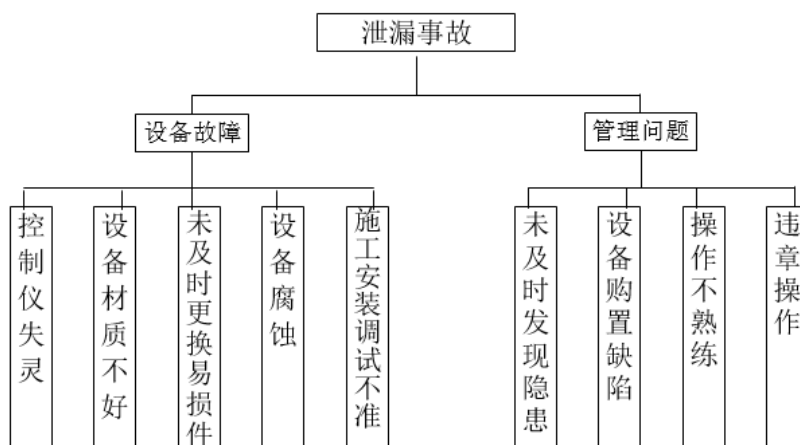 泄漏事故
设备故障
管理问题
控制仪失灵
设备材质不好
未及时更换易损件
设备腐蚀
施工安装调试不准
未及时发现隐患
设备购置缺陷
操作不熟练
违章操作